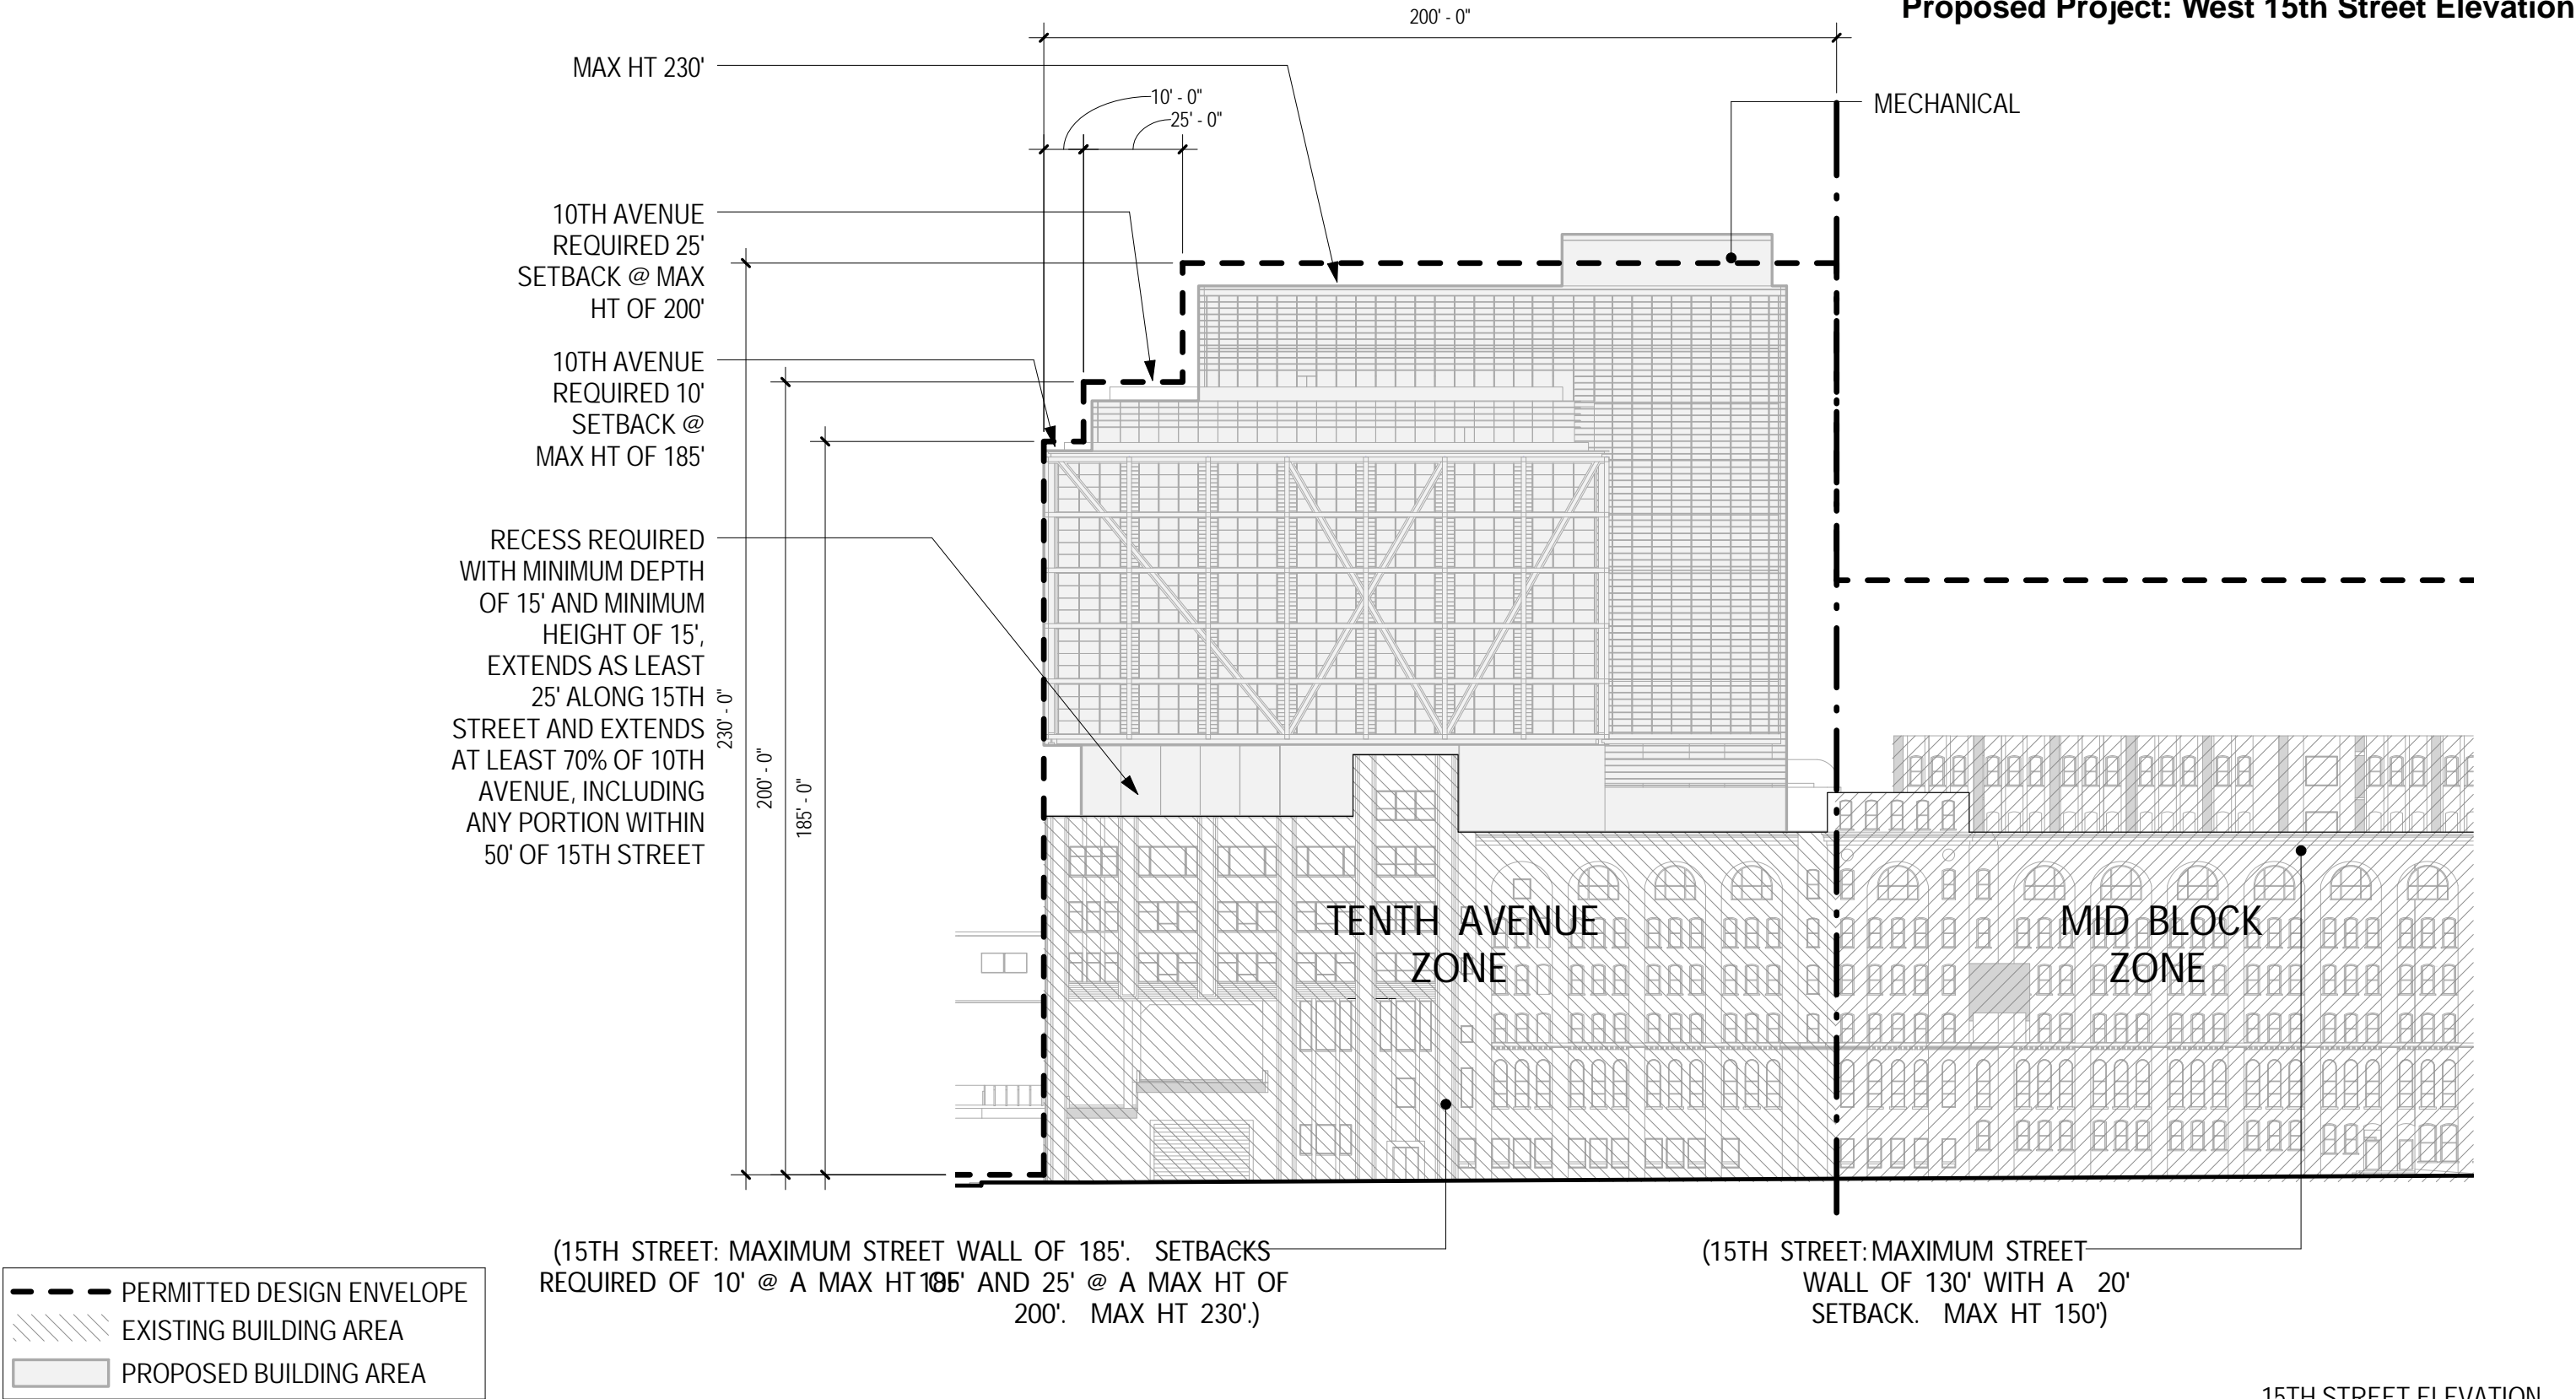 Proposed Project: West 15th Street Elevation
200' - 0"
MAX HT 230'
10' - 0"
25' - 0"
MECHANICAL
10TH AVENUE
REQUIRED 25'
SETBACK @ MAX
HT OF 200'
10TH AVENUE
REQUIRED 10'
SETBACK @
MAX HT OF 185'
RECESS REQUIRED
WITH MINIMUM DEPTH
OF 15' AND MINIMUM
HEIGHT OF 15',
EXTENDS AS LEAST
25' ALONG 15TH
STREET AND EXTENDS
AT LEAST 70% OF 10TH
AVENUE, INCLUDING
ANY PORTION WITHIN
50' OF 15TH STREET
230' - 0"
200' - 0"
185' - 0"
TENTH AVENUE
ZONE
MID BLOCK
ZONE
(15TH STREET: MAXIMUM STREET WALL OF 185'. SETBACKS
REQUIRED OF 10' @ A MAX HT OF 185' AND 25' @ A MAX HT OF
200'. MAX HT 230'.)
(15TH STREET: MAXIMUM STREET
WALL OF 130' WITH A 20'
SETBACK. MAX HT 150')
PERMITTED DESIGN ENVELOPE
EXISTING BUILDING AREA
PROPOSED BUILDING AREA
15TH STREET ELEVATION